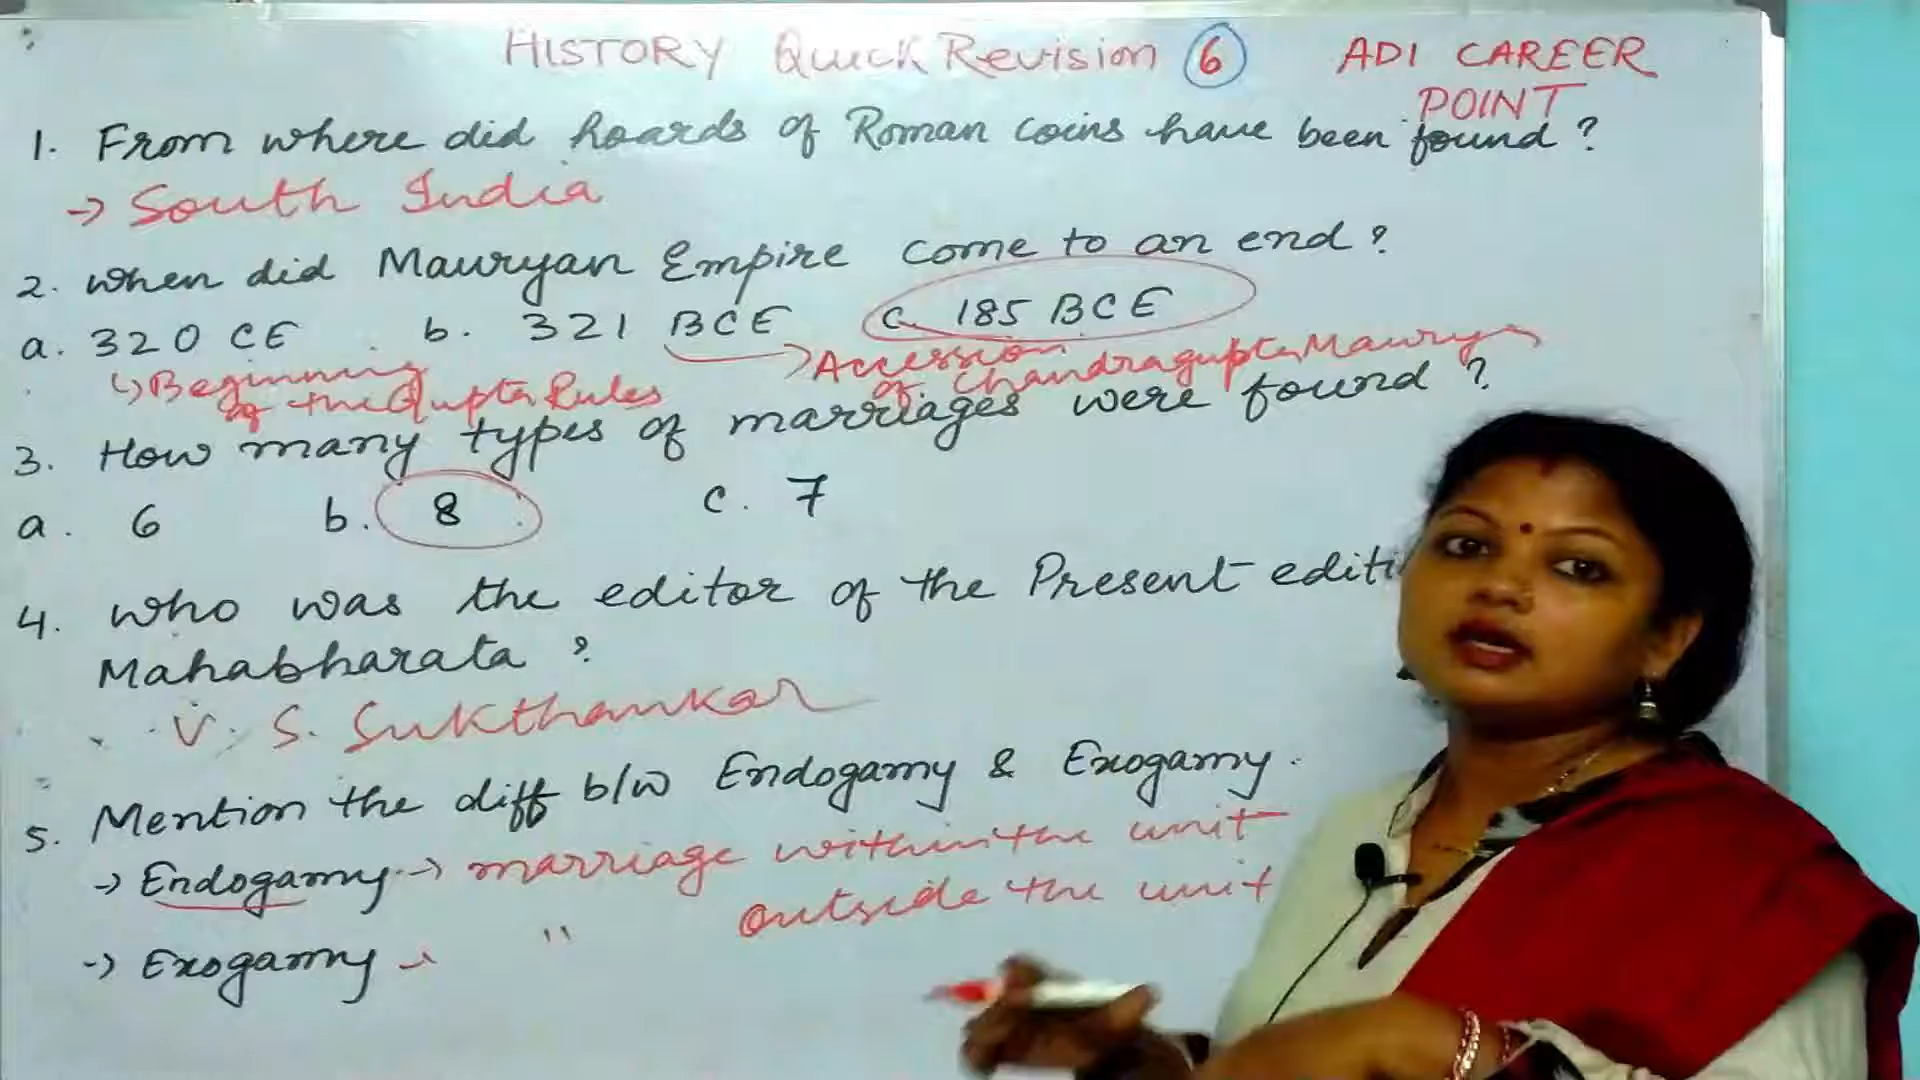 HISTORY Quick Revision 6 ADI CAREER POINT
1. From where did hoards of Roman coins have been found?
-> South India
2. When did Mauryan Empire come to an end?
a. 320 CE b. 321 BCE c. 185 BCE
Beginning of the Gupta Rules
Accession of Chandragupta Maurya
3. How many types of marriages were found?
a. 6 b. 8 c. 7
4. Who was the editor of the Present editi
Mahabharata?
V. S. Sukthankar
5. Mention the diff b/w Endogamy & Exogamy.
-> Endogamy -> marriage within the unit
-> Exogamy - " outside the unit